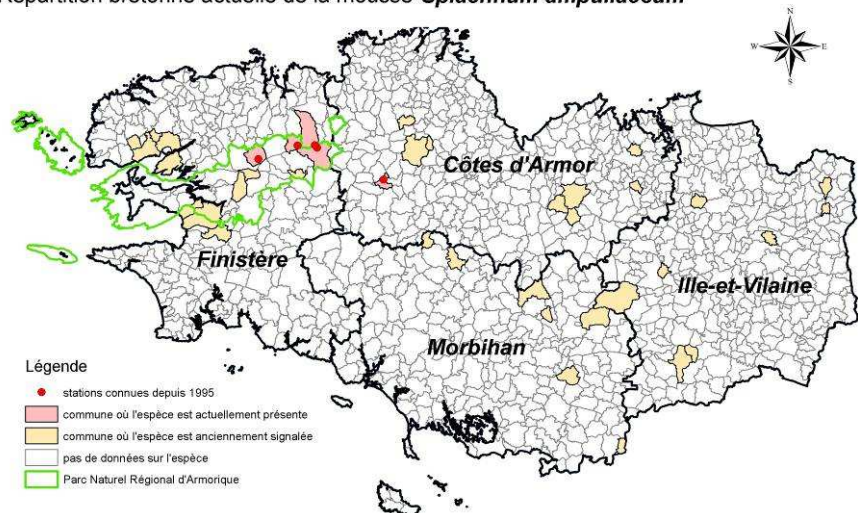 Répartition bretonne actuelle de la mousse Splachnum ampullaceum
N
W E
S
Côtes d'Armor
Finistère
Ille-et-Vilaine
Morbihan
Légende
stations connues depuis 1995
commune où l'espèce est actuellement présente
commune où l'espèce est anciennement signalée
pas de données sur l'espèce
Parc Naturel Régional d'Armorique